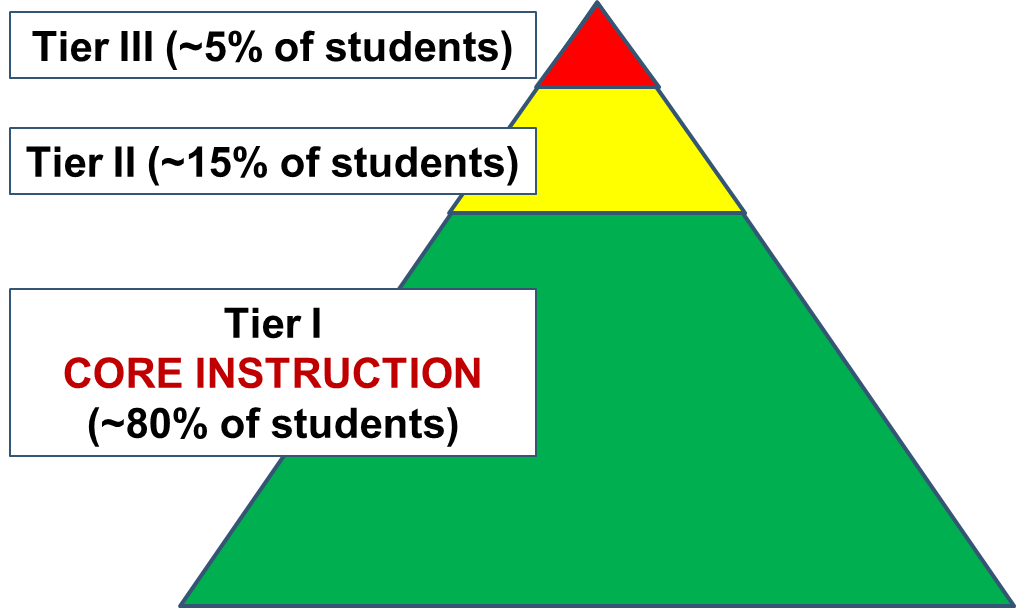 Tier III (~5% of students)
Tier II (~15% of students)
Tier I
CORE INSTRUCTION
(~80% of students)